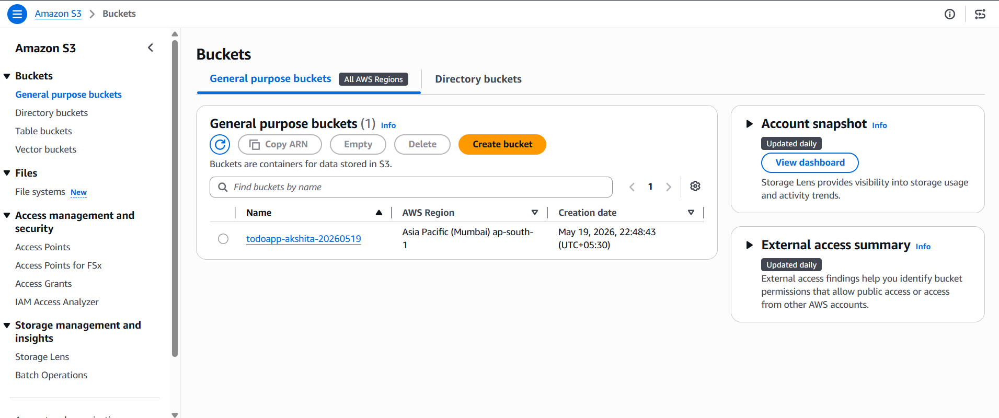 Amazon S3 > Buckets
Amazon S3
Buckets
General purpose buckets
Directory buckets
Table buckets
Vector buckets
Files
File systems New
Access management and
security
Access Points
Access Points for FSx
Access Grants
IAM Access Analyzer
Storage management and
insights
Storage Lens
Batch Operations
Buckets
General purpose buckets All AWS Regions Directory buckets
General purpose buckets (1) Info
Copy ARN Empty Delete Create bucket
Buckets are containers for data stored in S3.
Find buckets by name
1
Name AWS Region Creation date
todoapp-akshita-20260519
Asia Pacific (Mumbai) ap-south-
1
May 19, 2026, 22:48:43
(UTC+05:30)
Account snapshot Info
Updated daily
View dashboard
Storage Lens provides visibility into storage usage
and activity trends.
External access summary Info
Updated daily
External access findings help you identify bucket
permissions that allow public access or access
from other AWS accounts.